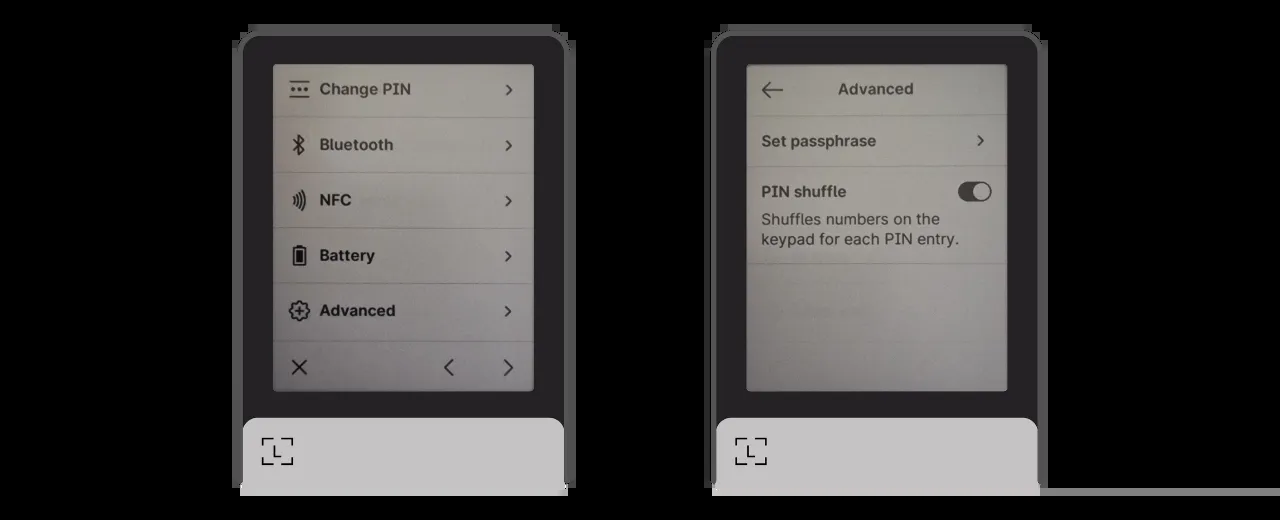 Change PIN
Bluetooth
NFC
Battery
Advanced
L
Advanced
Set passphrase
PIN shuffle
Shuffles numbers on the
keypad for each PIN entry.
L